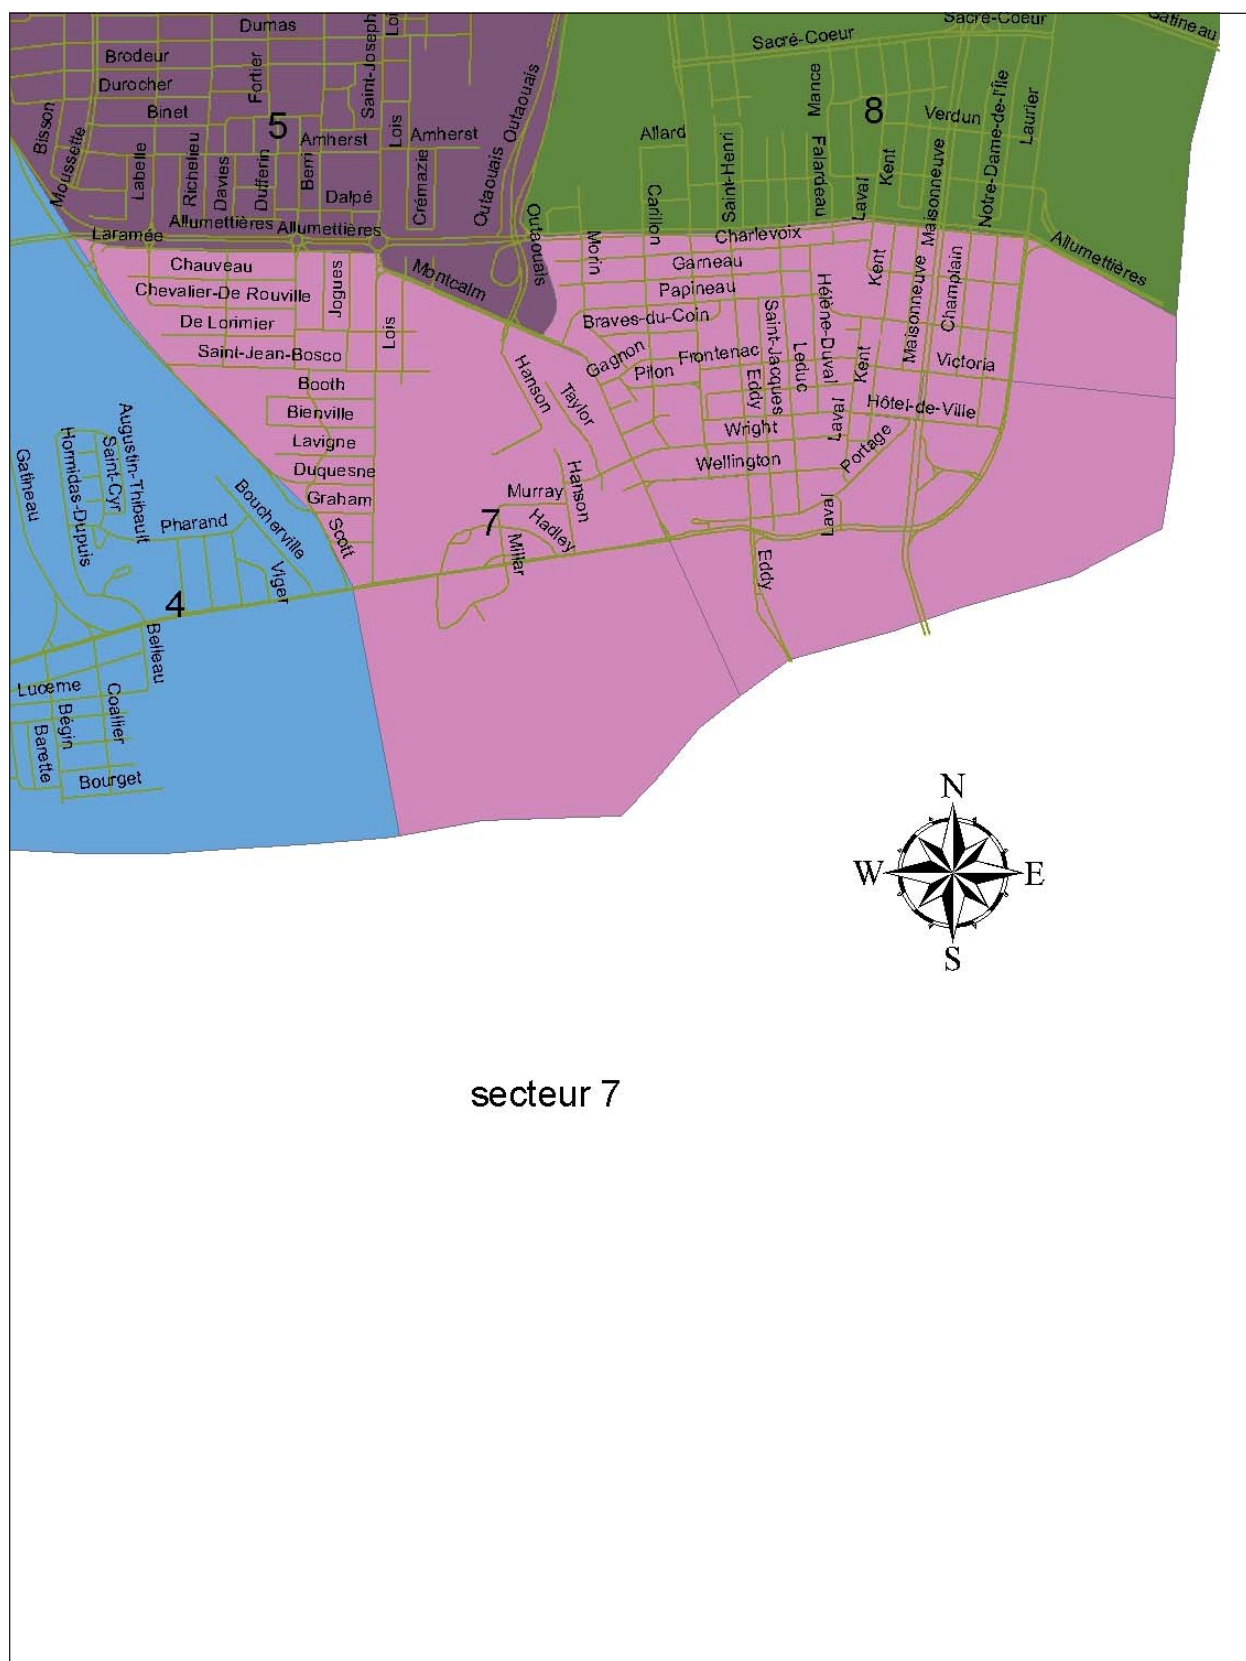 Dumas
Saint-Joseph
Loi
Sacré-Coeur
Gatineau
Sacré-Coeur
Brodeur
Fortier
Durocher
Mance
Outaouais
Binet
5
8
Verdun
Notre-Dame-de-l'Île
Laurier
Bisson
Moussette
Richelieu
Amherst
Lois
Amherst
Allard
Saint-Henri
Falardeau
Kent
Maisonneuve
Labelle
Davies
Dufferin
Berri
Dalpé
Crémazie
Outaouais
Outaouais
Carillon
Laval
Allumettières
Allumettières
Laramée
Morin
Charlevoix
Allumettières
Chauveau
Jogues
Montcalm
Garneau
Kent
Maisonneuve
Champlain
Chevalier-De Rouville
Papineau
Hélène-Duval
De Lorimier
Lois
Braves-du-Coin
Saint-Jacques
Saint-Jean-Bosco
Gagnon
Frontenac
Leduc
Kent
Victoria
Hanson
Pilon
Eddy
Booth
Taylor
Bienville
Laval
Hôtel-de-Ville
Augustin-Thibault
Saint-Cyr
Hormidas-Dupuis
Gatineau
Lavigne
Wright
Portage
Duquesne
Wellington
Boucherville
Graham
Murray
Hanson
Laval
Pharand
Scott
7
Hadley
Millar
Viger
Eddy
4
Belleau
Lucerne
Coallier
Bégin
Barette
Bourget
N
W
E
S
secteur 7